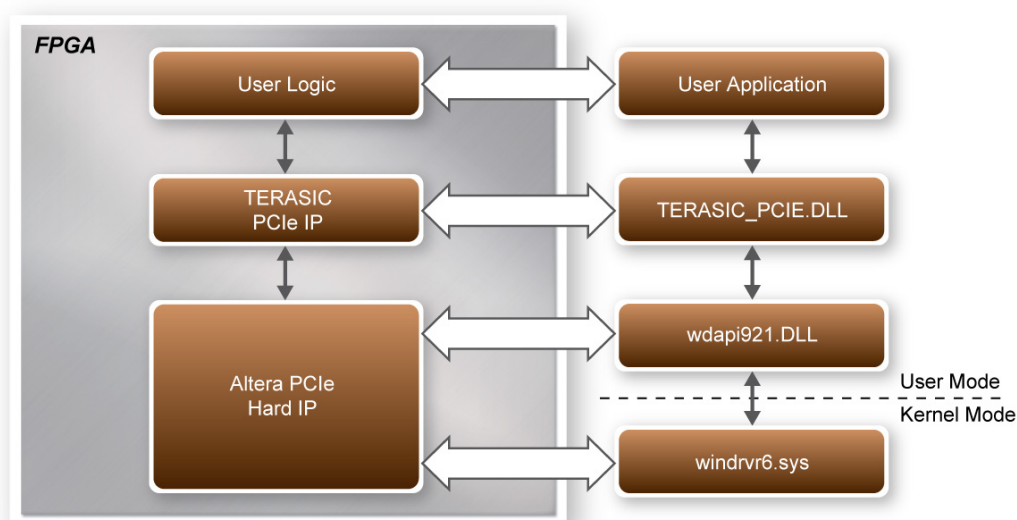 FPGA
User Logic
User Application
TERASIC
PCIe IP
TERASIC_PCIE.DLL
wdapi921.DLL
Altera PCIe
Hard IP
User Mode
Kernel Mode
windrvr6.sys